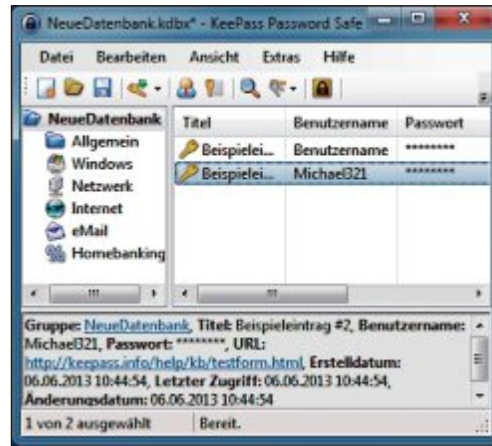 NeueDatenbank.kdbx* - KeePass Password Safe
Datei Bearbeiten Ansicht Extras Hilfe
NeueDatenbank
Allgemein
Windows
Netzwerk
Internet
eMail
Homebanking
Titel Benutzername Passwort
Beispielei... Benutzername ********
Beispielei... Michael321 ********
Gruppe: NeueDatenbank, Titel: Beispieleintrag #2, Benutzername:
Michael321, Passwort: ********, URL:
http://keepass.info/help/kb/testform.html, Erstelldatum:
06.06.2013 10:44:54, Letzter Zugriff: 06.06.2013 10:44:54,
Änderungsdatum: 06.06.2013 10:44:54
1 von 2 ausgewählt Bereit.